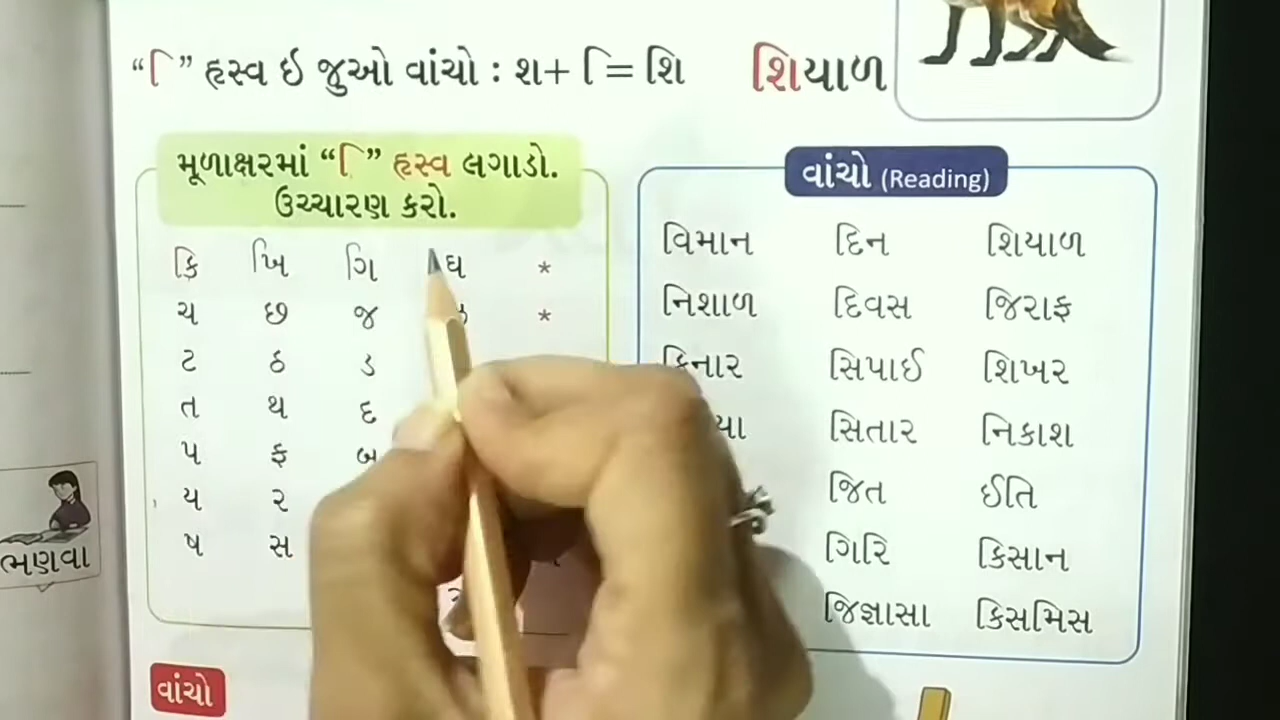 “િ” હ્રસ્વ ઇ જુઓ વાંચો : શ+ િ= શિ
શિયાળ
મૂળાક્ષરમાં “િ” હ્રસ્વ લગાડો.
ઉચ્ચારણ કરો.
કિ ખિ ગિ ઘ *
ચ છ જ *
ટ ઠ ડ
ત થ દ
પ ફ બ
ય ર
ષ સ
વાંચો (Reading)
વિમાન દિન શિયાળ
નિશાળ દિવસ જિરાફ
કિનાર સિપાઈ શિખર
સિતાર નિકાશ
જિત ઈતિ
ગિરિ કિસાન
જિજ્ઞાસા કિસમિસ
ભણવા
વાંચો